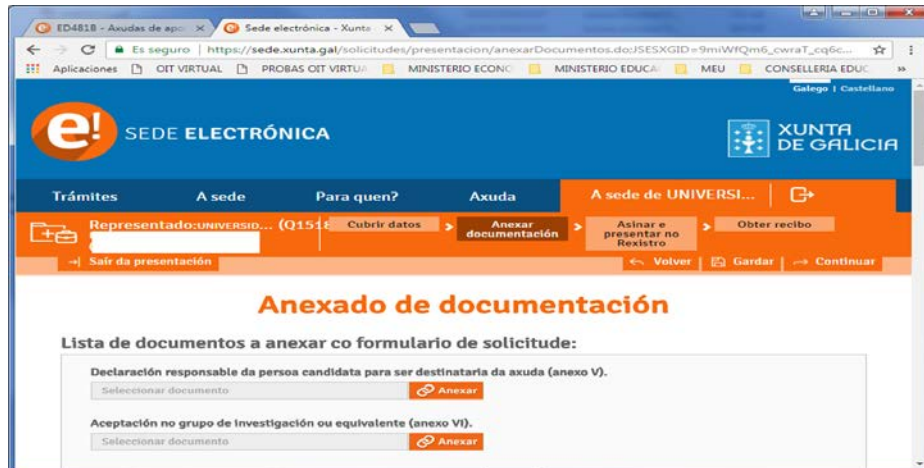 ED4818 - Axudas de apo
Sede electrónica - Xunta
Es seguro | https://sede.xunta.gal/solicitudes/presentacion/anexarDocumentos.do;JSESXGID=9miWfQm6_cwraT_cq6c...
Aplicaciones OIT VIRTUAL PROBAS OIT VIRTU MINISTERIO ECONO MINISTERIO EDUCA MEU CONSELLERIA EDUC »
Galego | Castellano
e! SEDE ELECTRÓNICA
XUNTA
DE GALICIA
Trámites A sede Para quen? Axuda A sede de UNIVERSI...
Representado:UNIVERSID... (Q1518
Cubrir datos > Anexar documentación > Asinar e presentar no Rexistro > Obter recibo
Saír da presentación Volver | Gardar | Continuar
Anexado de documentación
Lista de documentos a anexar co formulario de solicitude:
Declaración responsable da persoa candidata para ser destinataria da axuda (anexo V).
Seleccionar documento Anexar
Aceptación no grupo de investigación ou equivalente (anexo VI).
Seleccionar documento Anexar